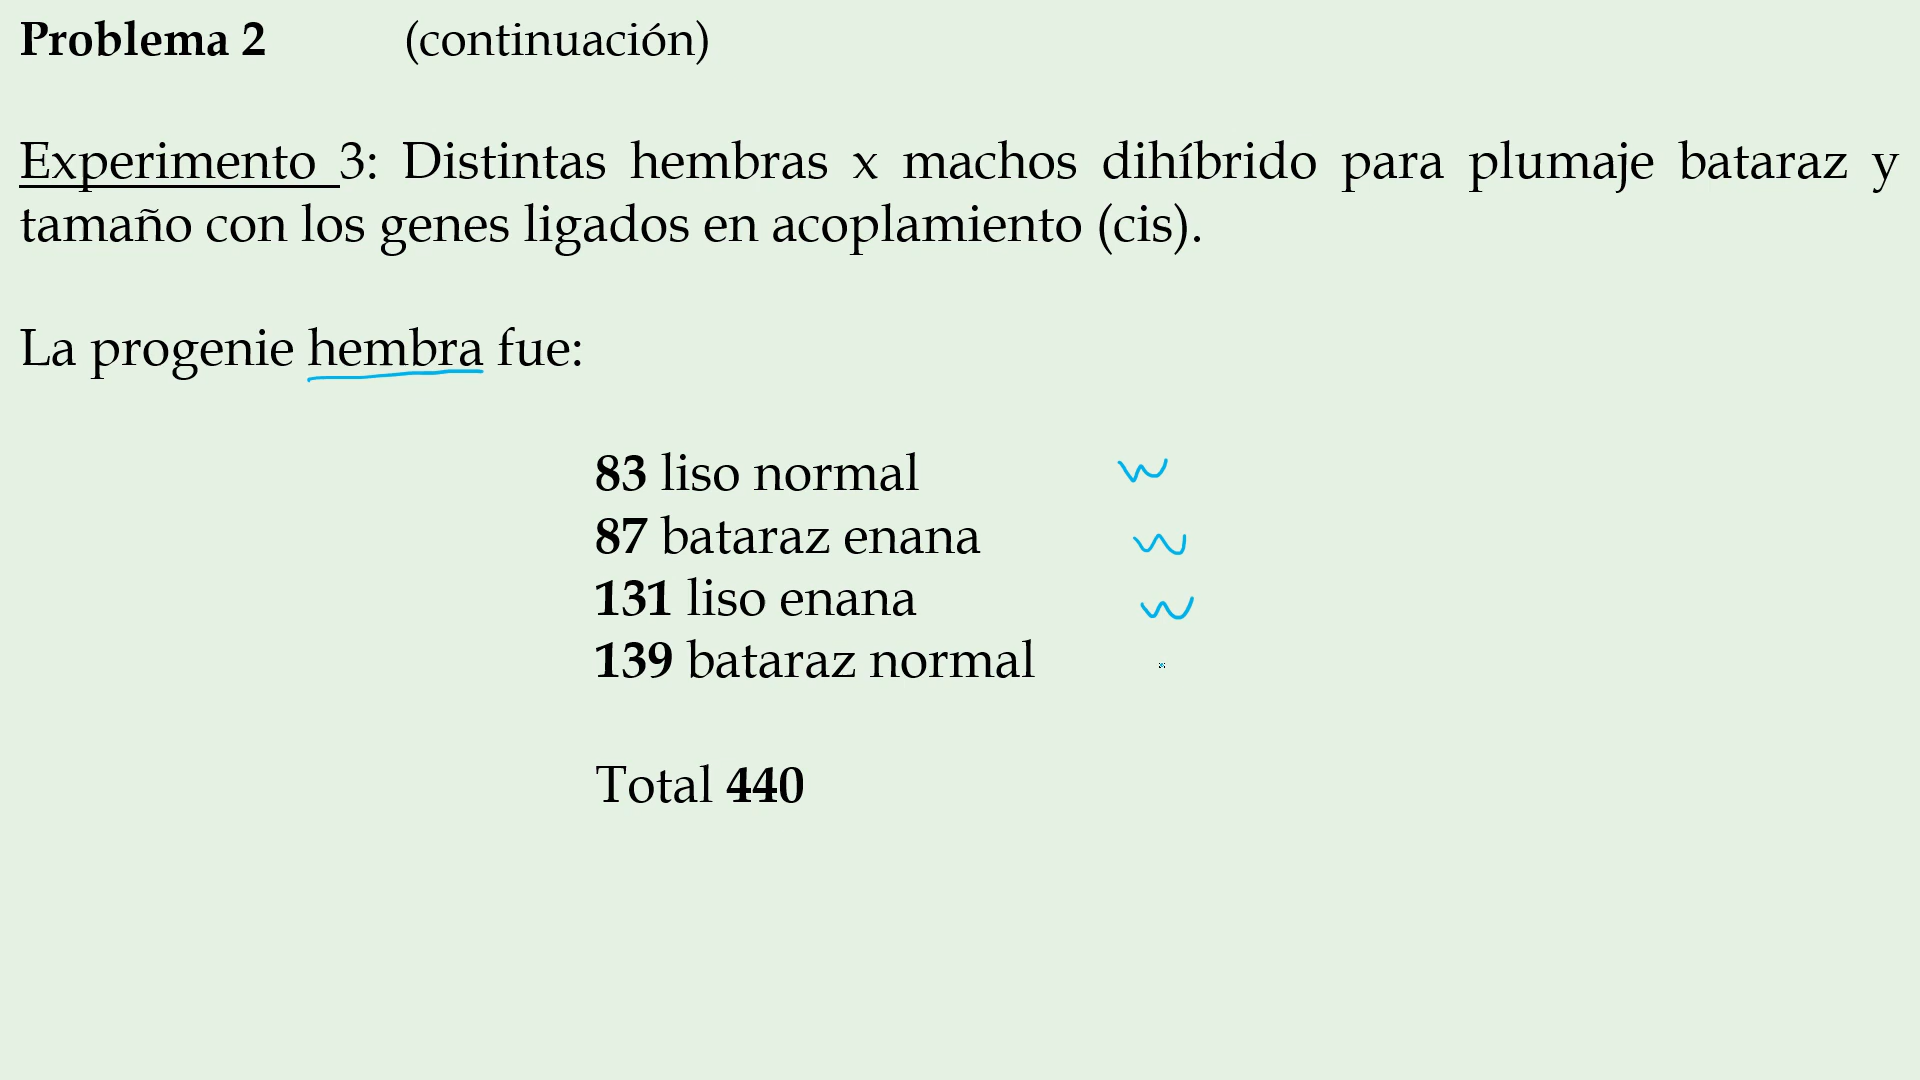 Problema 2 (continuación)
Experimento 3: Distintas hembras x machos dihíbrido para plumaje bataraz y
tamaño con los genes ligados en acoplamiento (cis).
La progenie hembra fue:
83 liso normal
87 bataraz enana
131 liso enana
139 bataraz normal
Total 440